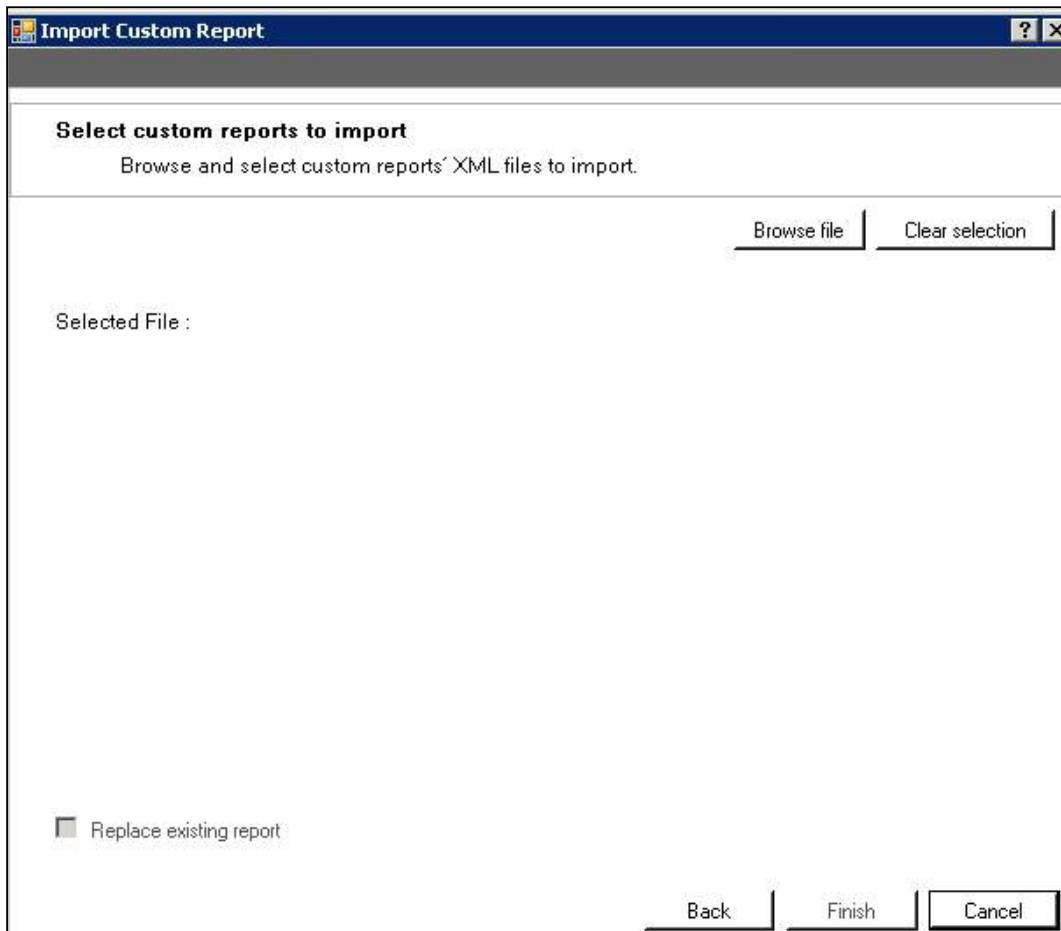 Import Custom Report
Select custom reports to import
Browse and select custom reports´ XML files to import.
Browse file Clear selection
Selected File :
Replace existing report
Back Finish Cancel